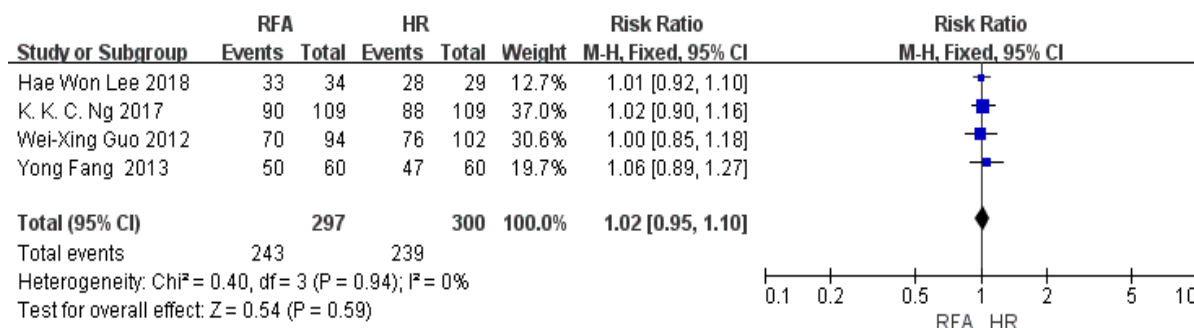 RFA HR Risk Ratio Risk Ratio
Study or Subgroup Events Total Events Total Weight M-H, Fixed, 95% CI M-H, Fixed, 95% CI
Hae Won Lee 2018 33 34 28 29 12.7% 1.01 [0.92, 1.10]
K. K. C. Ng 2017 90 109 88 109 37.0% 1.02 [0.90, 1.16]
Wei-Xing Guo 2012 70 94 76 102 30.6% 1.00 [0.85, 1.18]
Yong Fang 2013 50 60 47 60 19.7% 1.06 [0.89, 1.27]
Total (95% CI) 297 300 100.0% 1.02 [0.95, 1.10]
Total events 243 239
Heterogeneity: Chi² = 0.40, df = 3 (P = 0.94); I² = 0%
Test for overall effect: Z = 0.54 (P = 0.59)
0.1 0.2 0.5 1 2 5 10
RFA HR